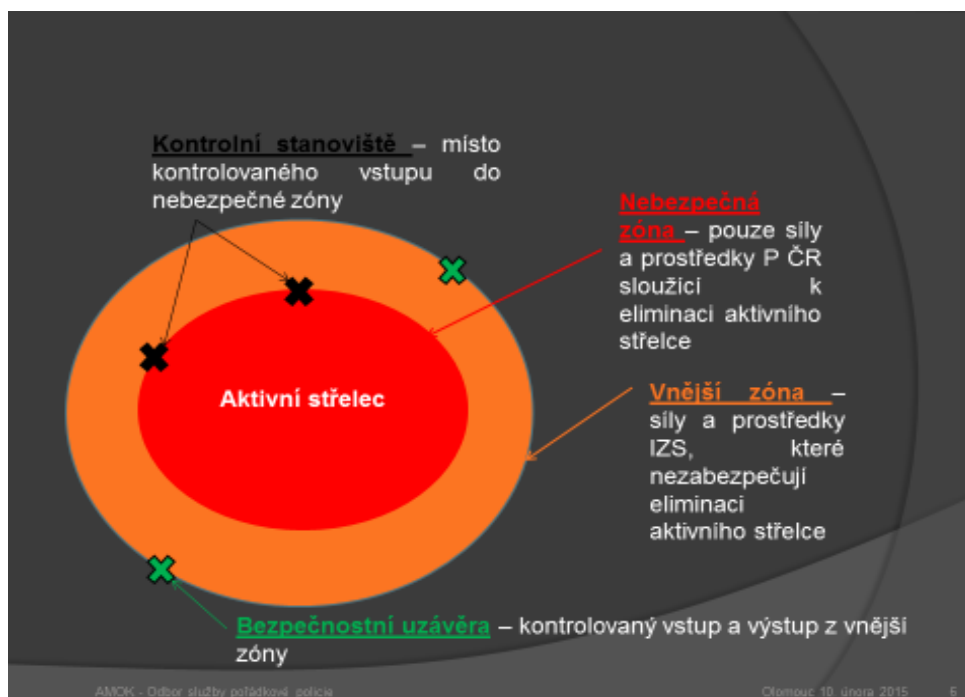 Kontrolní stanoviště – místo
kontrolovaného vstupu do
nebezpečné zóny
Nebezpečná
zóna – pouze síly
a prostředky P ČR
sloužící k
eliminaci aktivního
střelce
Aktivní střelec
Vnější zóna –
síly a prostředky
IZS, které
nezabezpečují
eliminaci
aktivního střelce
Bezpečnostní uzávěra – kontrolovaný vstup a výstup z vnější
zóny
AMOK - Odbor služby pořádkové policie
Olomouc 10. února 2015
6